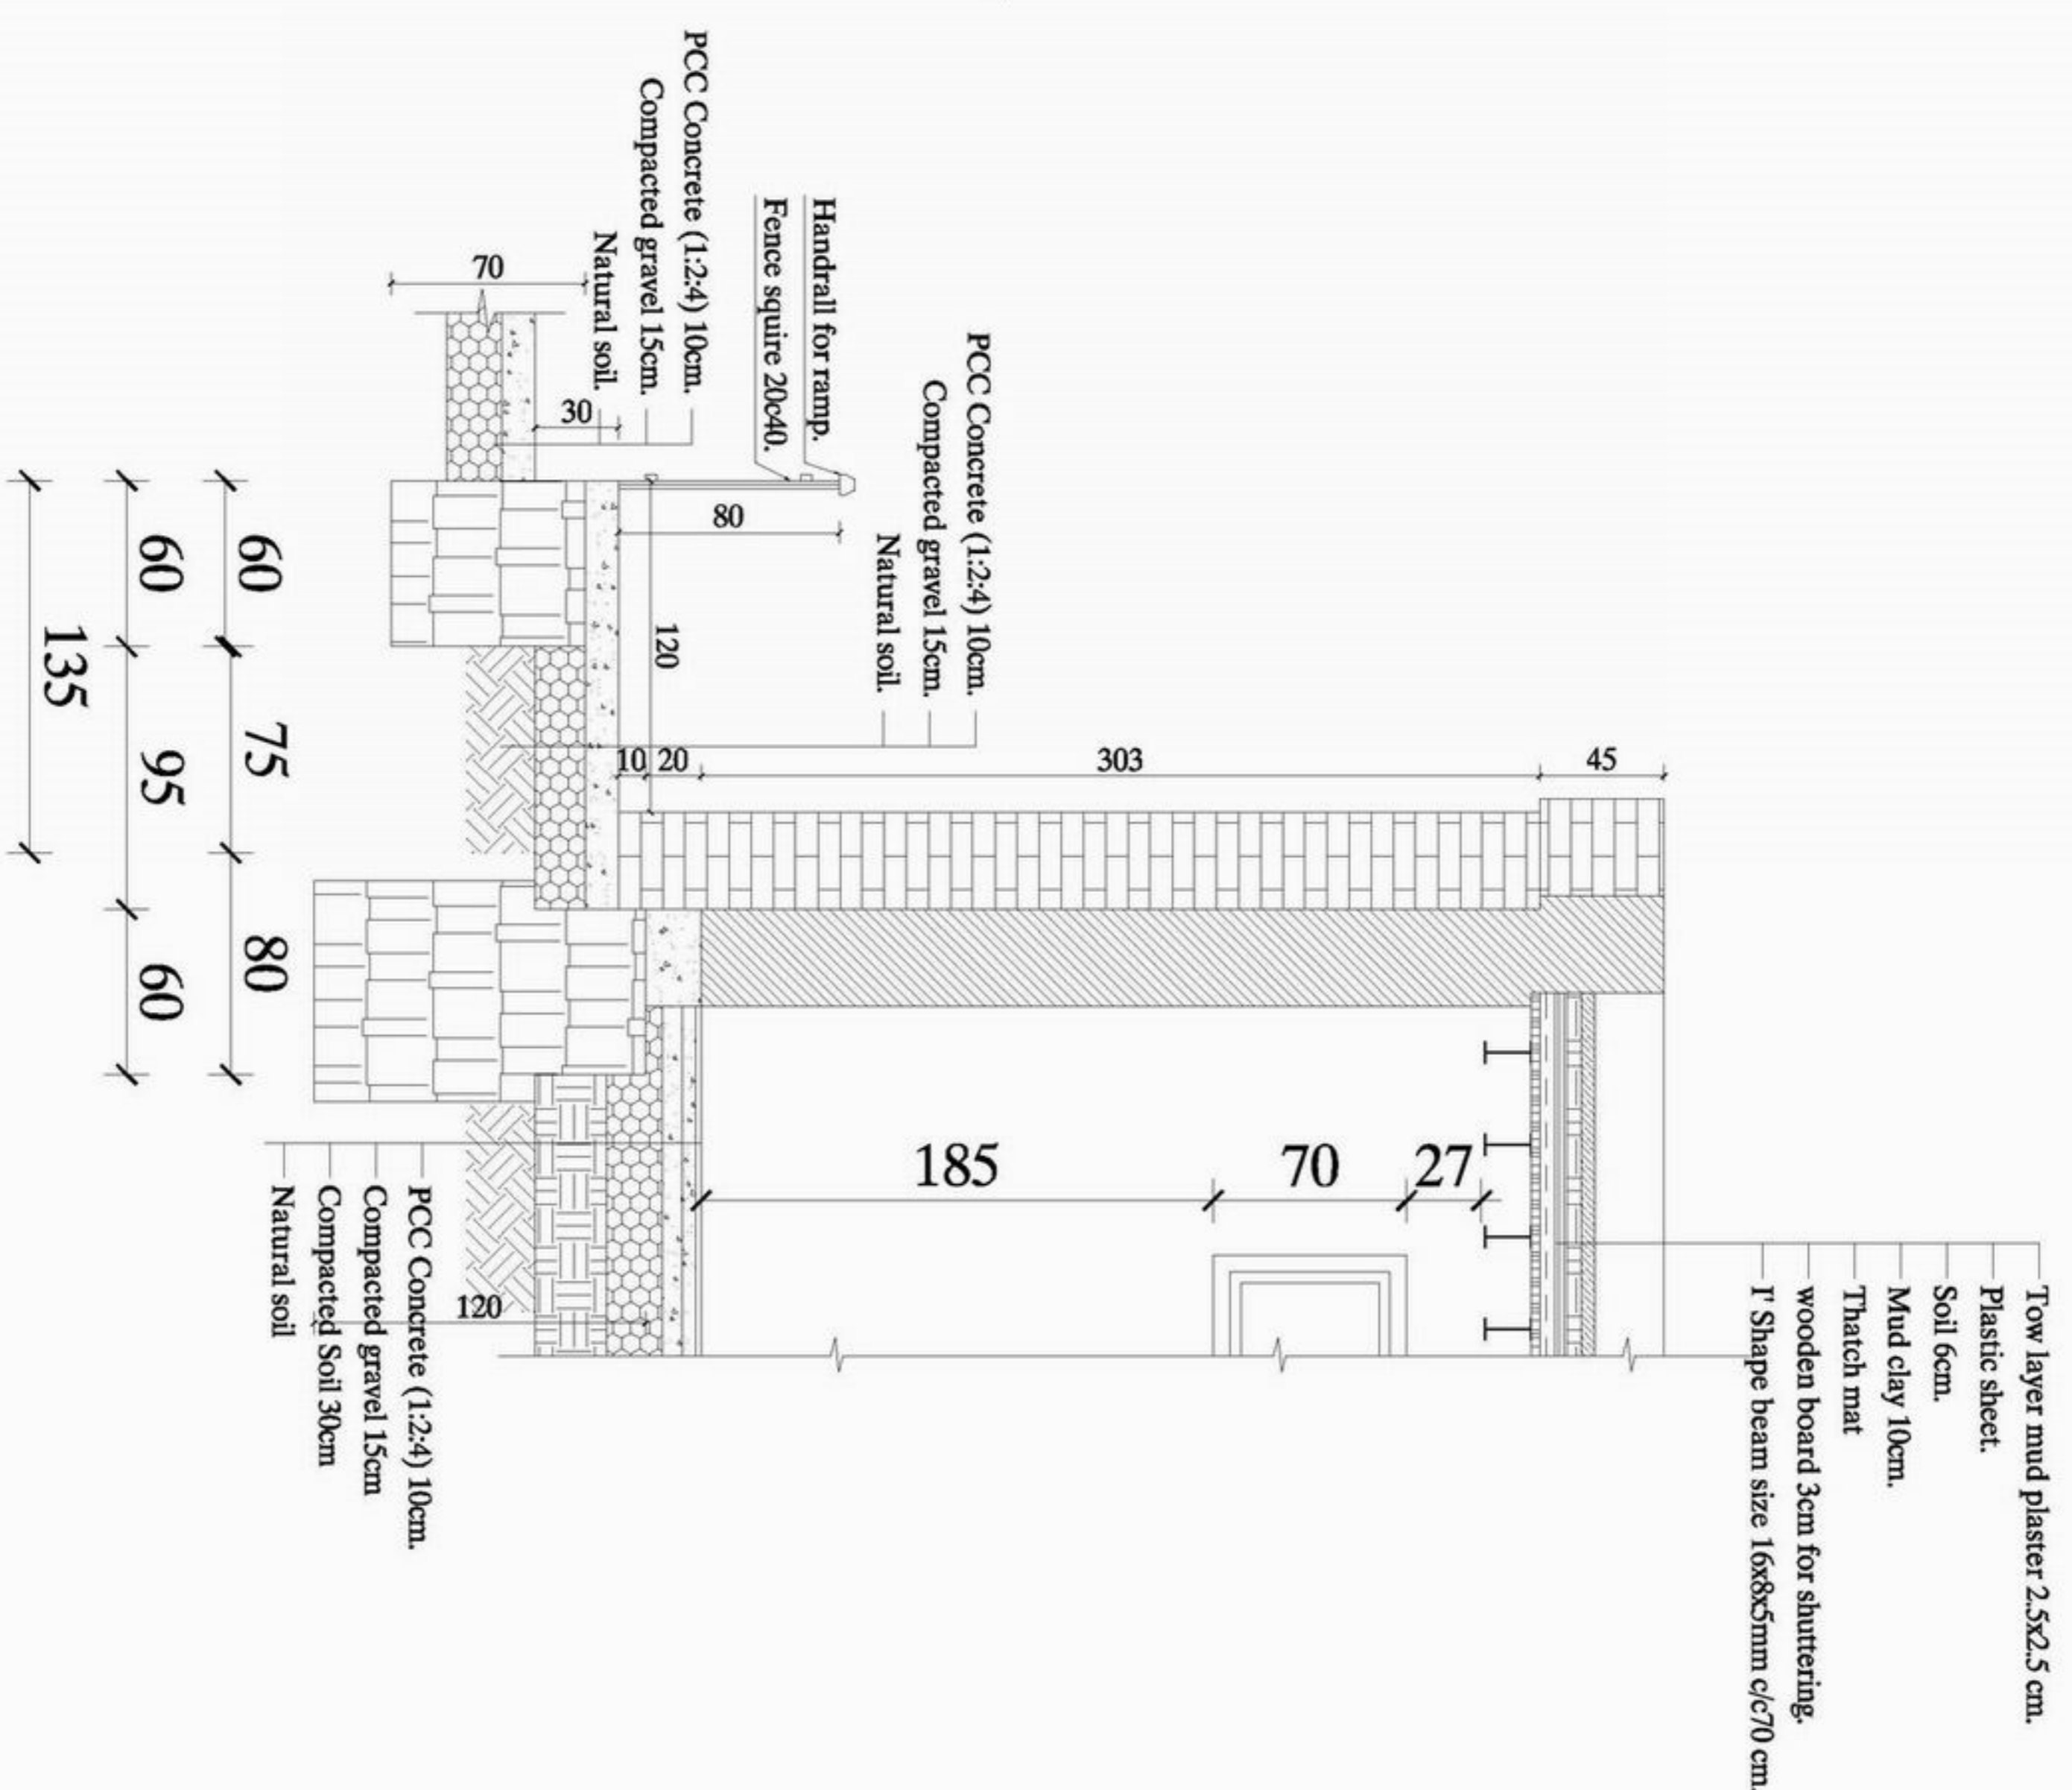 Tow layer mud plaster 2.5x2.5 cm.
Plastic sheet.
Soil 6cm.
Mud clay 10cm.
Thatch mat
wooden board 3cm for shuttering.
I' Shape beam size 16x8x5mm c/c70 cm
45
303
27
70
185
20
10
PCC Concrete (1:2:4) 10cm.
Compacted gravel 15cm.
Natural soil.
Handrall for ramp.
Fence squire 20c40.
80
120
PCC Concrete (1:2:4) 10cm.
Compacted gravel 15cm.
Natural soil.
30
70
120
PCC Concrete (1:2:4) 10cm.
Compacted gravel 15cm
Compacted Soil 30cm
Natural soil
60
75
80
60
95
60
135